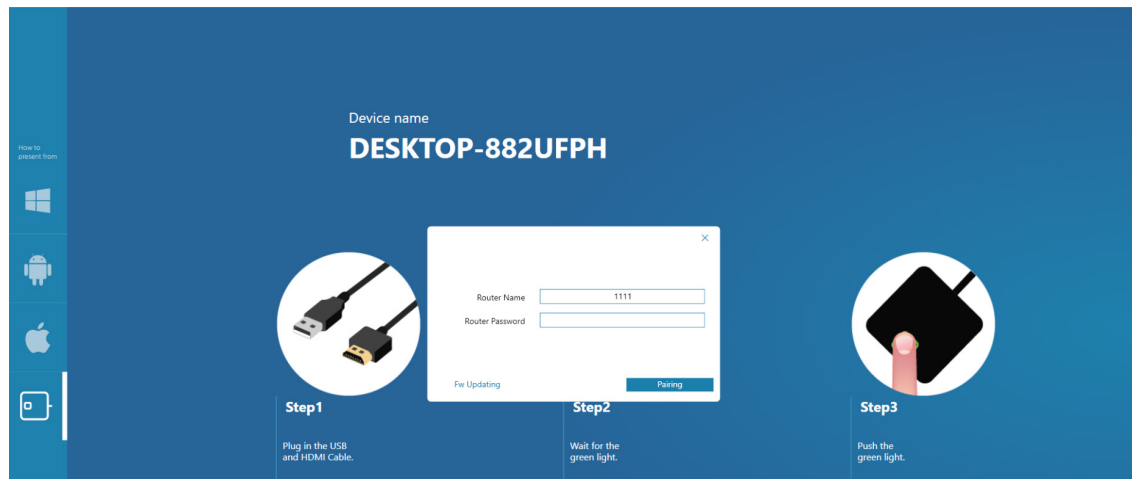 How to
present from
Device name
DESKTOP-882UFPH
Router Name
1111
Router Password
Fw Updating
Pairing
Step1
Plug in the USB
and HDMI Cable.
Step2
Wait for the
green light.
Step3
Push the
green light.